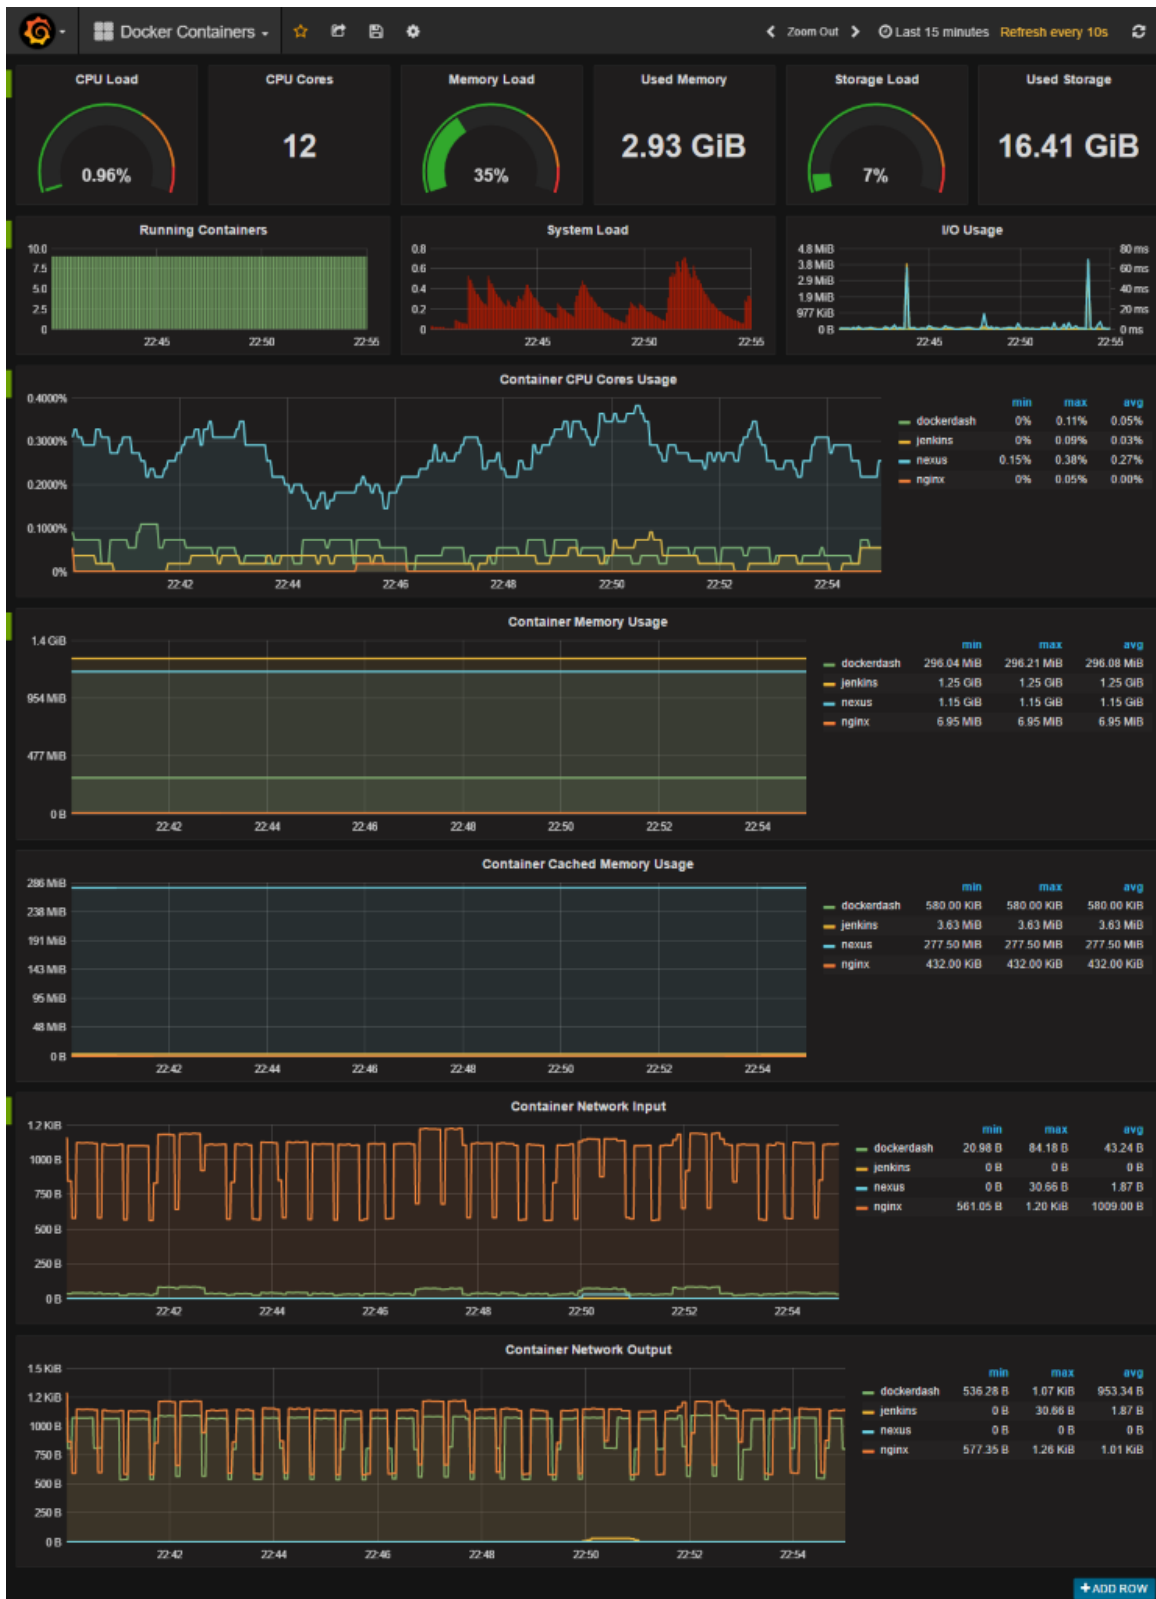 Docker Containers
Zoom Out
Last 15 minutes Refresh every 10s
CPU Load
CPU Cores
Memory Load
Used Memory
Storage Load
Used Storage
0.96%
12
35%
2.93 GiB
7%
16.41 GiB
Running Containers
10.0
7.5
5.0
2.5
0
22:45 22:50 22:55
System Load
0.8
0.6
0.4
0.2
0
22:45 22:50 22:55
I/O Usage
4.8 MiB 80 ms
3.8 MiB 60 ms
2.9 MiB 40 ms
1.9 MiB
977 KiB 20 ms
0 B 0 ms
22:45 22:50 22:55
Container CPU Cores Usage
0.4000%
0.3000%
0.2000%
0.1000%
0%
22:42 22:44 22:46 22:48 22:50 22:52 22:54
min max avg
dockerdash 0% 0.11% 0.05%
jenkins 0% 0.09% 0.03%
nexus 0.15% 0.38% 0.27%
nginx 0% 0.05% 0.00%
Container Memory Usage
1.4 GiB
954 MiB
477 MiB
0 B
22:42 22:44 22:46 22:48 22:50 22:52 22:54
min max avg
dockerdash 296.04 MiB 296.21 MiB 296.08 MiB
jenkins 1.25 GiB 1.25 GiB 1.25 GiB
nexus 1.15 GiB 1.15 GiB 1.15 GiB
nginx 6.95 MiB 6.95 MiB 6.95 MiB
Container Cached Memory Usage
286 MiB
238 MiB
191 MiB
143 MiB
95 MiB
48 MiB
0 B
22:42 22:44 22:46 22:48 22:50 22:52 22:54
min max avg
dockerdash 580.00 KiB 580.00 KiB 580.00 KiB
jenkins 3.63 MiB 3.63 MiB 3.63 MiB
nexus 277.50 MiB 277.50 MiB 277.50 MiB
nginx 432.00 KiB 432.00 KiB 432.00 KiB
Container Network Input
1.2 KiB
1000 B
750 B
500 B
250 B
0 B
22:42 22:44 22:46 22:48 22:50 22:52 22:54
min max avg
dockerdash 20.98 B 84.18 B 43.24 B
jenkins 0 B 0 B 0 B
nexus 0 B 30.66 B 1.87 B
nginx 561.05 B 1.20 KiB 1009.00 B
Container Network Output
1.5 KiB
1.2 KiB
1000 B
750 B
500 B
250 B
0 B
22:42 22:44 22:46 22:48 22:50 22:52 22:54
min max avg
dockerdash 536.28 B 1.07 KiB 953.34 B
jenkins 0 B 30.66 B 1.87 B
nexus 0 B 0 B 0 B
nginx 577.35 B 1.26 KiB 1.01 KiB
+ ADD ROW